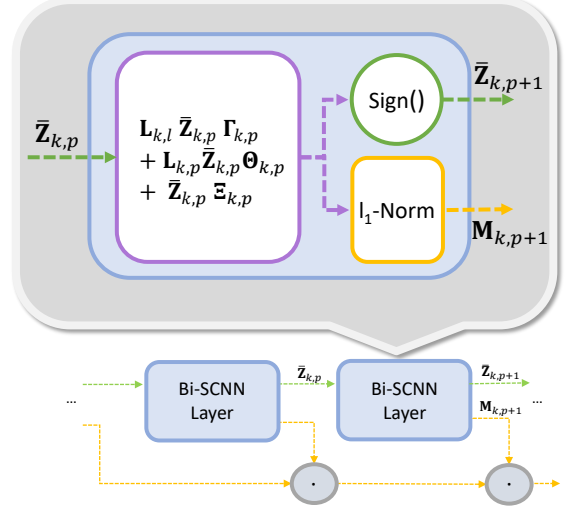 Z̄ₖ,ₚ
𝐋ₖ,ₗ Z̄ₖ,ₚ 𝚪ₖ,ₚ
+ 𝐋ₖ,ₚZ̄ₖ,ₚ𝚯ₖ,ₚ
+ Z̄ₖ,ₚ 𝚵ₖ,ₚ
Sign()
Z̄ₖ,ₚ₊₁
l₁-Norm
𝐌ₖ,ₚ₊₁
...
Bi-SCNN
Layer
Z̄ₖ,ₚ
Bi-SCNN
Layer
Z̄ₖ,ₚ₊₁
𝐌ₖ,ₚ₊₁
...
·
·